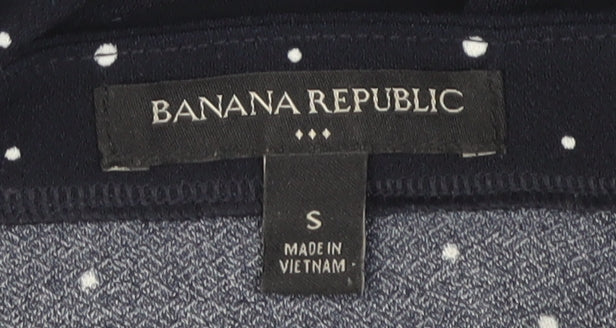 BANANA REPUBLIC
S
MADE IN
VIETNAM